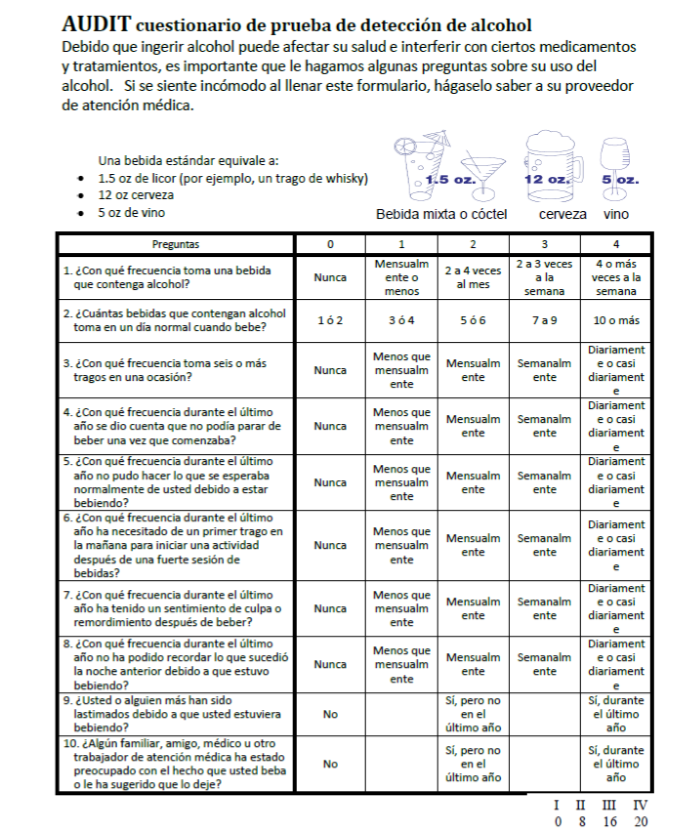 AUDIT cuestionario de prueba de detección de alcohol
Debido que ingerir alcohol puede afectar su salud e interferir con ciertos medicamentos
y tratamientos, es importante que le hagamos algunas preguntas sobre su uso del
alcohol. Si se siente incómodo al llenar este formulario, hágaselo saber a su proveedor
de atención médica.
Una bebida estándar equivale a:
• 1.5 oz de licor (por ejemplo, un trago de whisky)
• 12 oz cerveza
• 5 oz de vino
1.5 oz. 12 oz. 5 oz.
Bebida mixta o cóctel cerveza vino
Preguntas 0 1 2 3 4
1. ¿Con qué frecuencia toma una bebida
que contenga alcohol?
Nunca
Mensualm
ente o
menos
2 a 4 veces
al mes
2 a 3 veces
a la
semana
4 o más
veces a la
semana
2. ¿Cuántas bebidas que contengan alcohol
toma en un día normal cuando bebe?
1 ó 2
3 ó 4
5 ó 6
7 a 9
10 o más
3. ¿Con qué frecuencia toma seis o más
tragos en una ocasión?
Nunca
Menos que
mensualm
ente
Mensualm
ente
Semanalm
ente
Diariament
e o casi
diariament
e
4. ¿Con qué frecuencia durante el último
año se dio cuenta que no podía parar de
beber una vez que comenzaba?
Nunca
Menos que
mensualm
ente
Mensualm
ente
Semanalm
ente
Diariament
e o casi
diariament
e
5. ¿Con qué frecuencia durante el último
año no pudo hacer lo que se esperaba
normalmente de usted debido a estar
bebiendo?
Nunca
Menos que
mensualm
ente
Mensualm
ente
Semanalm
ente
Diariament
e o casi
diariament
e
6. ¿Con qué frecuencia durante el último
año ha necesitado de un primer trago en
la mañana para iniciar una actividad
después de una fuerte sesión de
bebidas?
Nunca
Menos que
mensualm
ente
Mensualm
ente
Semanalm
ente
Diariament
e o casi
diariament
e
7. ¿Con qué frecuencia durante el último
año ha tenido un sentimiento de culpa o
remordimiento después de beber?
Nunca
Menos que
mensualm
ente
Mensualm
ente
Semanalm
ente
Diariament
e o casi
diariament
e
8. ¿Con qué frecuencia durante el último
año no ha podido recordar lo que sucedió
la noche anterior debido a que estuvo
bebiendo?
Nunca
Menos que
mensualm
ente
Mensualm
ente
Semanalm
ente
Diariament
e o casi
diariament
e
9. ¿Usted o alguien más han sido
lastimados debido a que usted estuviera
bebiendo?
No
Sí, pero no
en el
último año
Sí, durante
el último
año
10. ¿Algún familiar, amigo, médico u otro
trabajador de atención médica ha estado
preocupado con el hecho que usted beba
o le ha sugerido que lo deje?
No
Sí, pero no
en el
último año
Sí, durante
el último
año
I II III IV
0 8 16 20